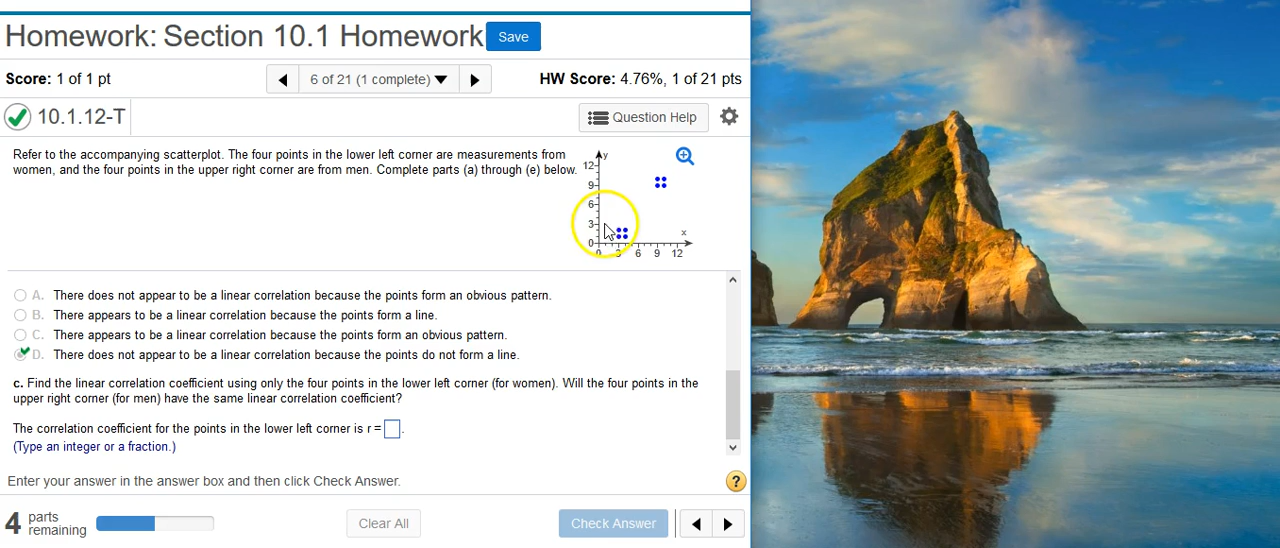 Homework: Section 10.1 Homework Save
Score: 1 of 1 pt 6 of 21 (1 complete) HW Score: 4.76%, 1 of 21 pts
10.1.12-T Question Help
Refer to the accompanying scatterplot. The four points in the lower left corner are measurements from
women, and the four points in the upper right corner are from men. Complete parts (a) through (e) below.
y
12
9
6
3
0
x
0 3 6 9 12
A. There does not appear to be a linear correlation because the points form an obvious pattern.
B. There appears to be a linear correlation because the points form a line.
C. There appears to be a linear correlation because the points form an obvious pattern.
D. There does not appear to be a linear correlation because the points do not form a line.
c. Find the linear correlation coefficient using only the four points in the lower left corner (for women). Will the four points in the
upper right corner (for men) have the same linear correlation coefficient?
The correlation coefficient for the points in the lower left corner is r= .
(Type an integer or a fraction.)
Enter your answer in the answer box and then click Check Answer. ?
4 parts
remaining
Clear All Check Answer